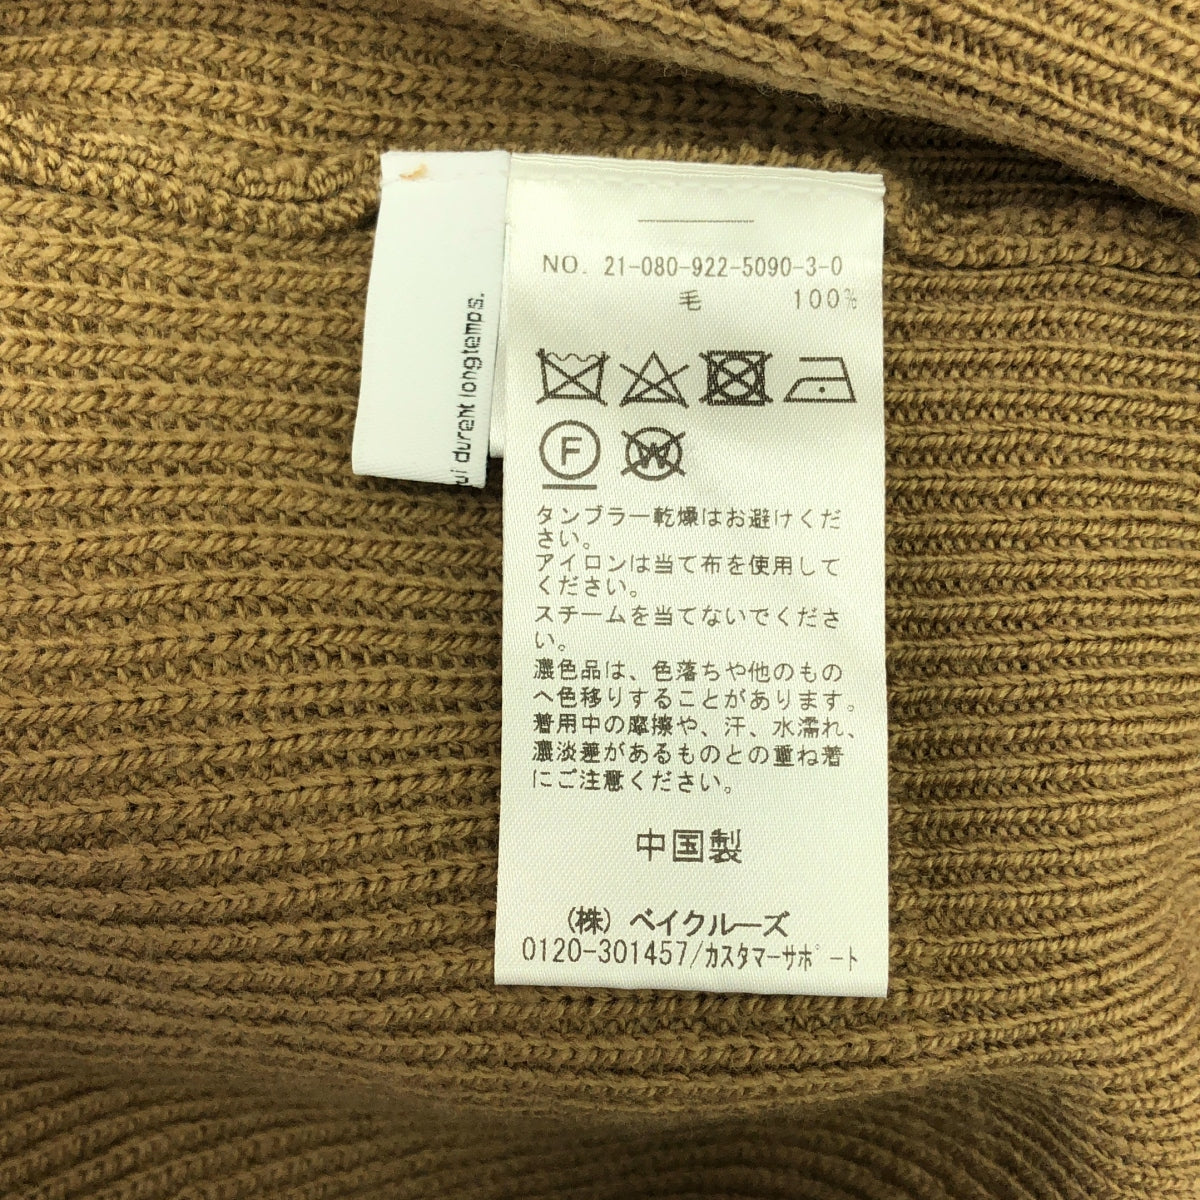 NO. 21-080-922-5090-3-0
毛 100%
F
W
タンブラー乾燥はお避けくだ
さい。
アイロンは当て布を使用して
ください。
スチームを当てないでくださ
い。
濃色品は、色落ちや他のもの
へ色移りすることがあります。
着用中の摩擦や、汗、水濡れ、
濃淡差があるものとの重ね着
にご注意ください。
中国製
(株) ベイクルーズ
0120-301457/カスタマーサポート
ui durent longtemps.